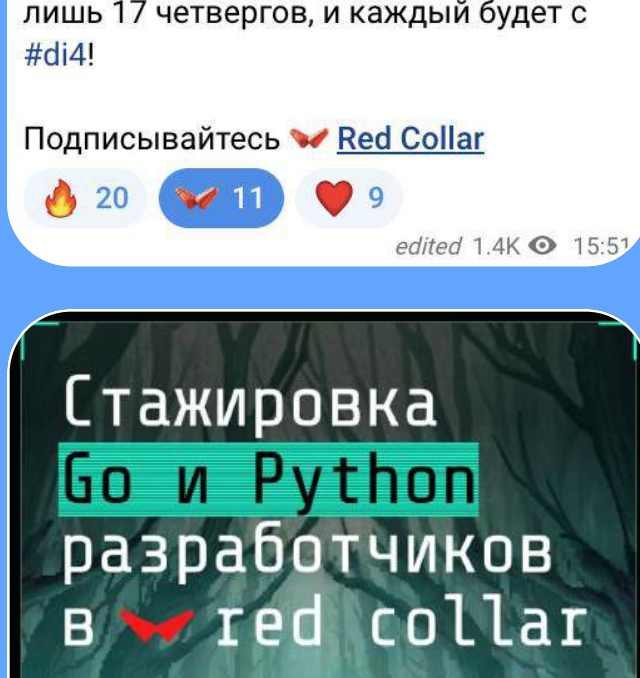 лишь 17 четвергов, и каждый будет с
#di4!
Подписывайтесь Red Collar
20 11 9
edited 1.4K 15:51
Стажировка
Go и Python
разработчиков
в red collar